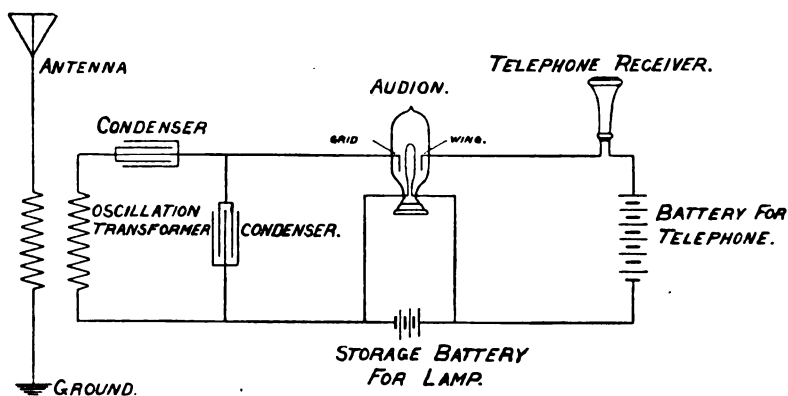 ANTENNA
TELEPHONE RECEIVER.
AUDION.
CONDENSER
GRID
WING.
OSCILLATION
TRANSFORMER
CONDENSER.
BATTERY FOR
TELEPHONE.
STORAGE BATTERY
FOR LAMP.
GROUND.